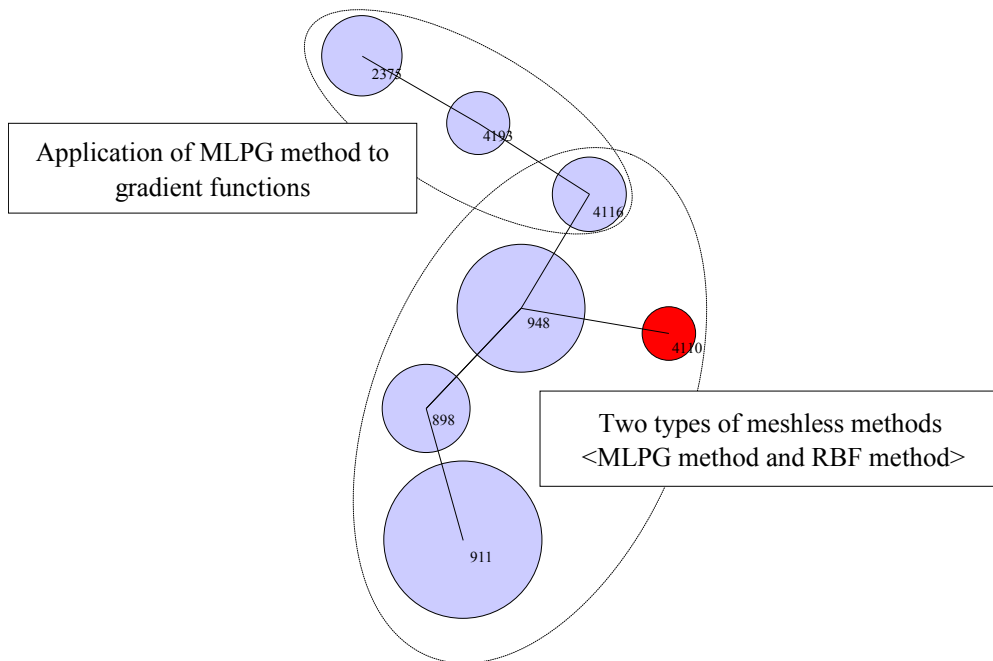 2375
4193
Application of MLPG method to
gradient functions
4116
948
4110
898
Two types of meshless methods
<MLPG method and RBF method>
911